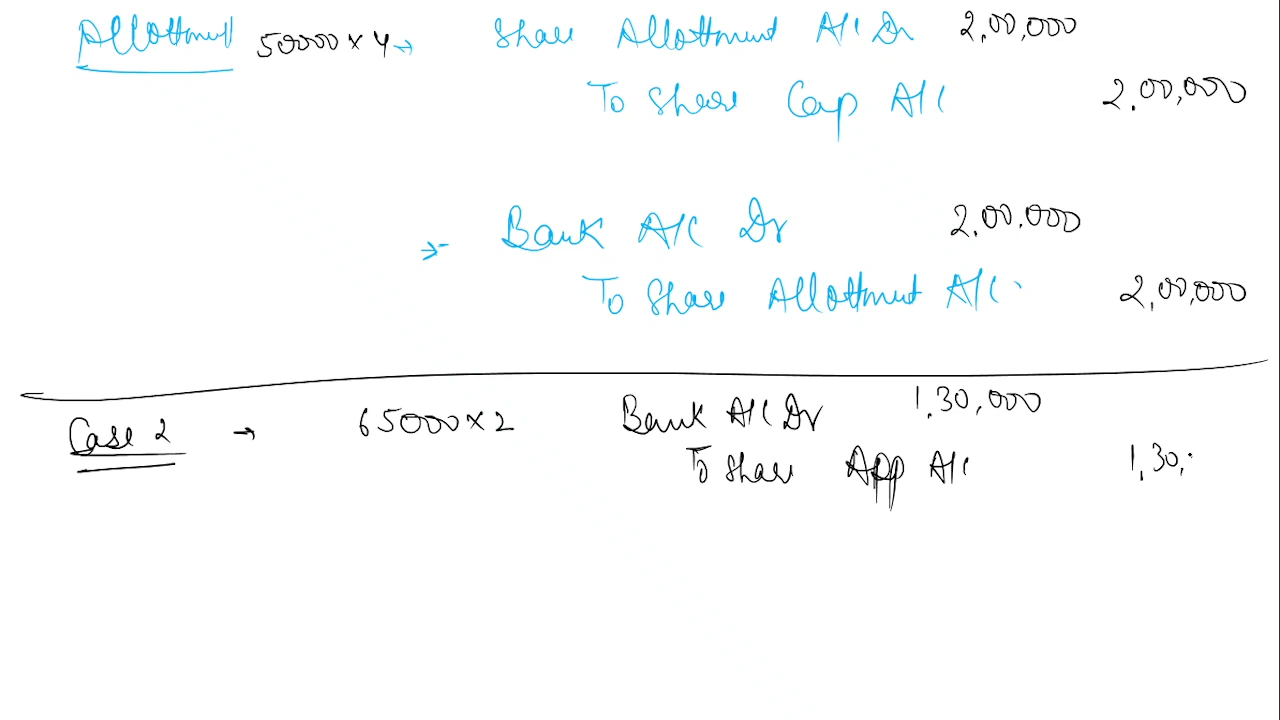 Allotment 50000 x 4 → Share Allottment A/C Dr 2,00,000
To Share Cap A/C 2,00,000
→ Bank A/C Dr 2,00,000
To Share Allottment A/C 2,00,000
Case 2 → 65000 x 2 Bank A/C Dr 1,30,000
To Share App A/C 1,30,